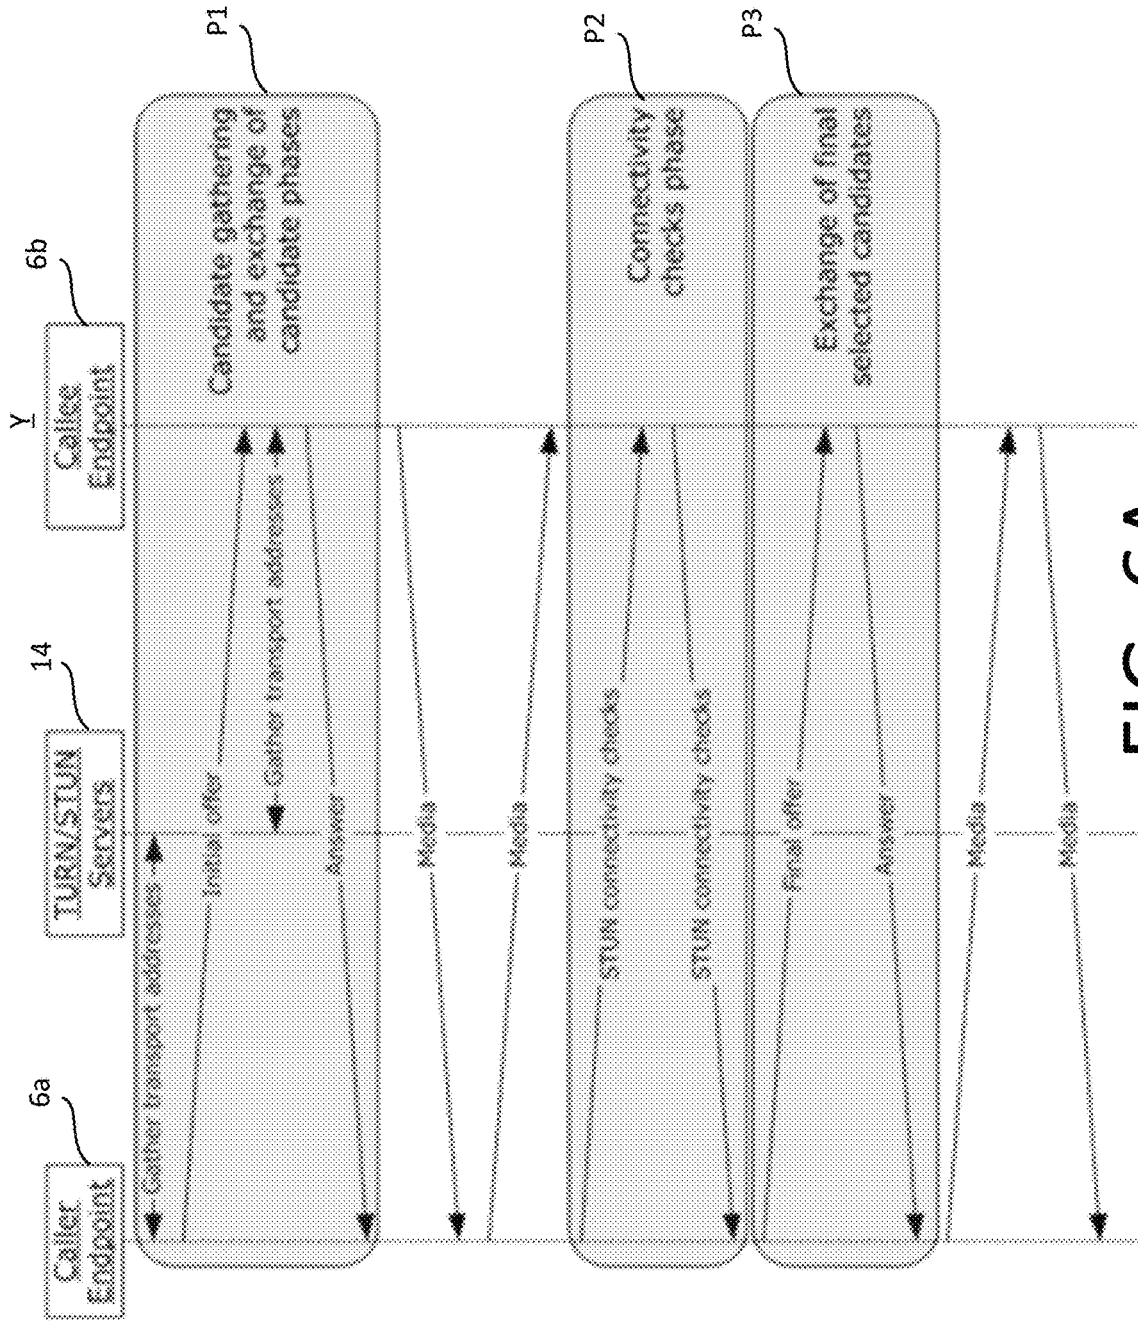 6a
14
Y
6b
Caller
Endpoint
TURN/STUN
Servers
Callee
Endpoint
P1
Gather transport addresses
Initial offer
Gather transport addresses
Answer
Candidate gathering
and exchange of
candidate phases
Media
Media
P2
STUN connectivity checks
STUN connectivity checks
Connectivity
checks phase
P3
Final offer
Answer
Exchange of final
selected candidates
Media
Media
FIG. 6A